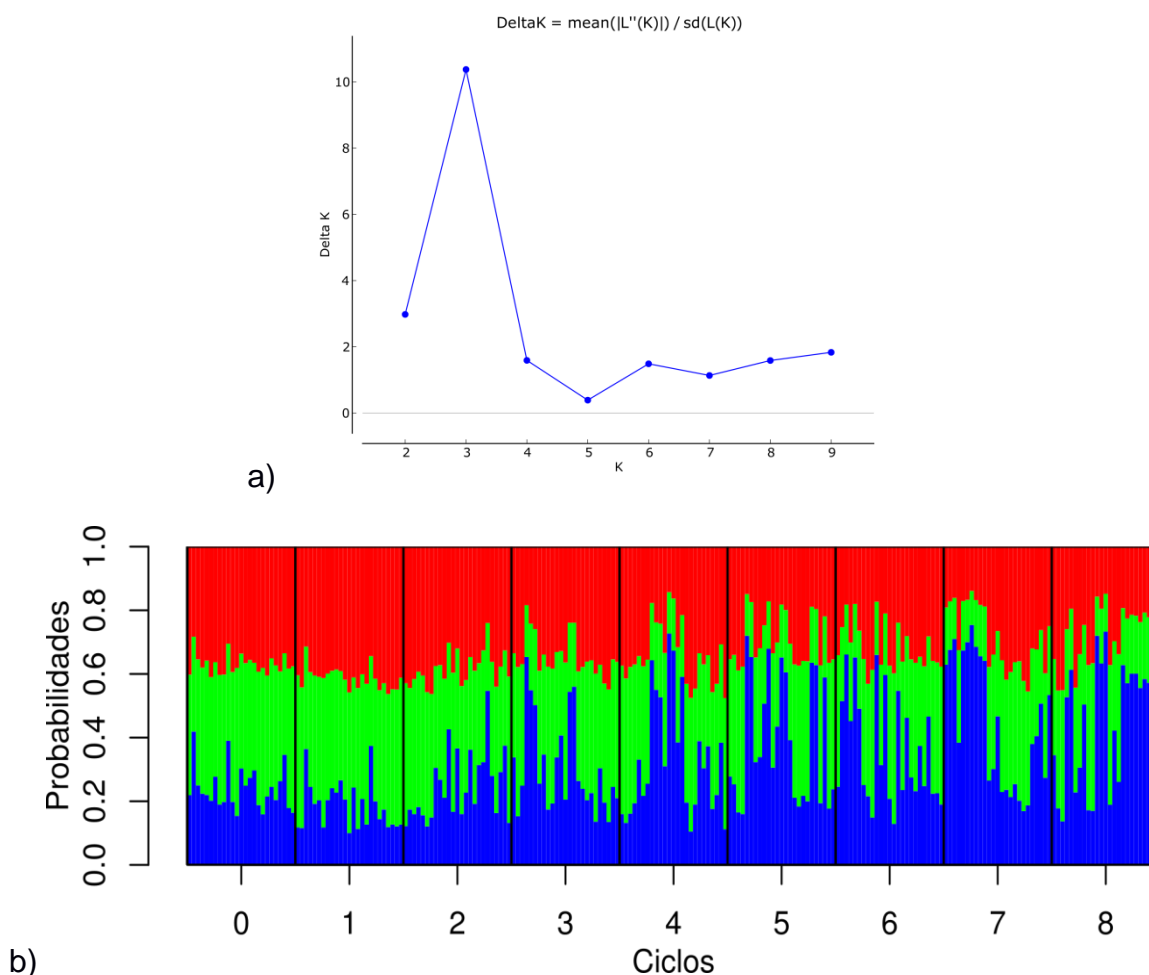 DeltaK = mean(|L''(K)|) / sd(L(K))
Delta K
10
8
6
4
2
0
2 3 4 5 6 7 8 9
K
a)
Probabilidades
1.0
0.8
0.6
0.4
0.2
0.0
0 1 2 3 4 5 6 7 8
Ciclos
b)